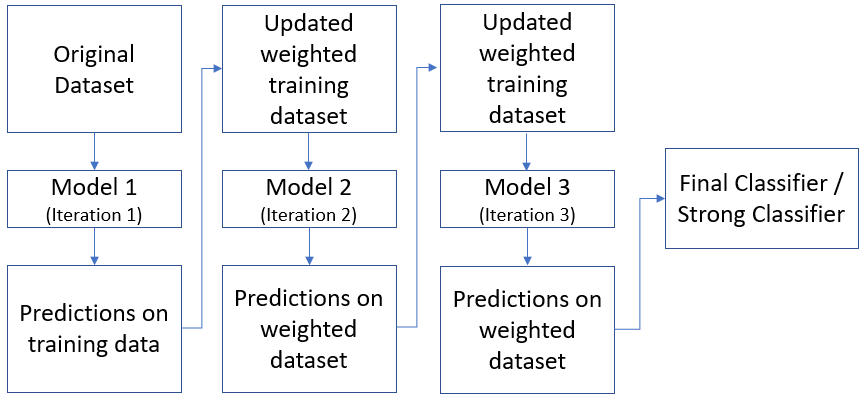 Original
Dataset
Model 1
(Iteration 1)
Predictions on
training data
Updated
weighted
training
dataset
Model 2
(Iteration 2)
Predictions on
weighted
dataset
Updated
weighted
training
dataset
Model 3
(Iteration 3)
Predictions on
weighted
dataset
Final Classifier /
Strong Classifier